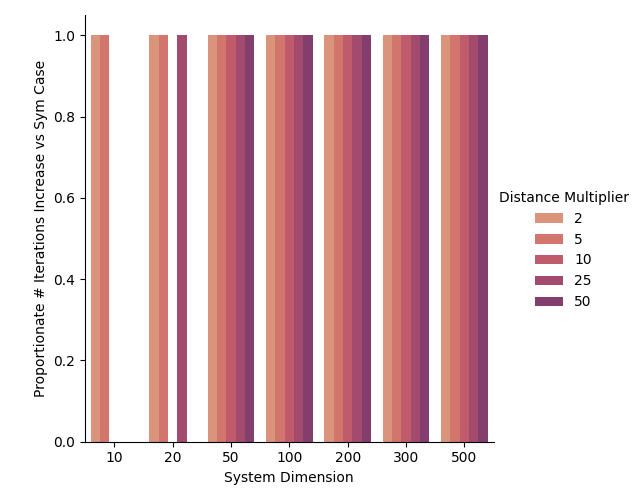 Proportionate # Iterations Increase vs Sym Case
1.0
0.8
0.6
0.4
0.2
0.0
10 20 50 100 200 300 500
System Dimension
Distance Multiplier
2
5
10
25
50